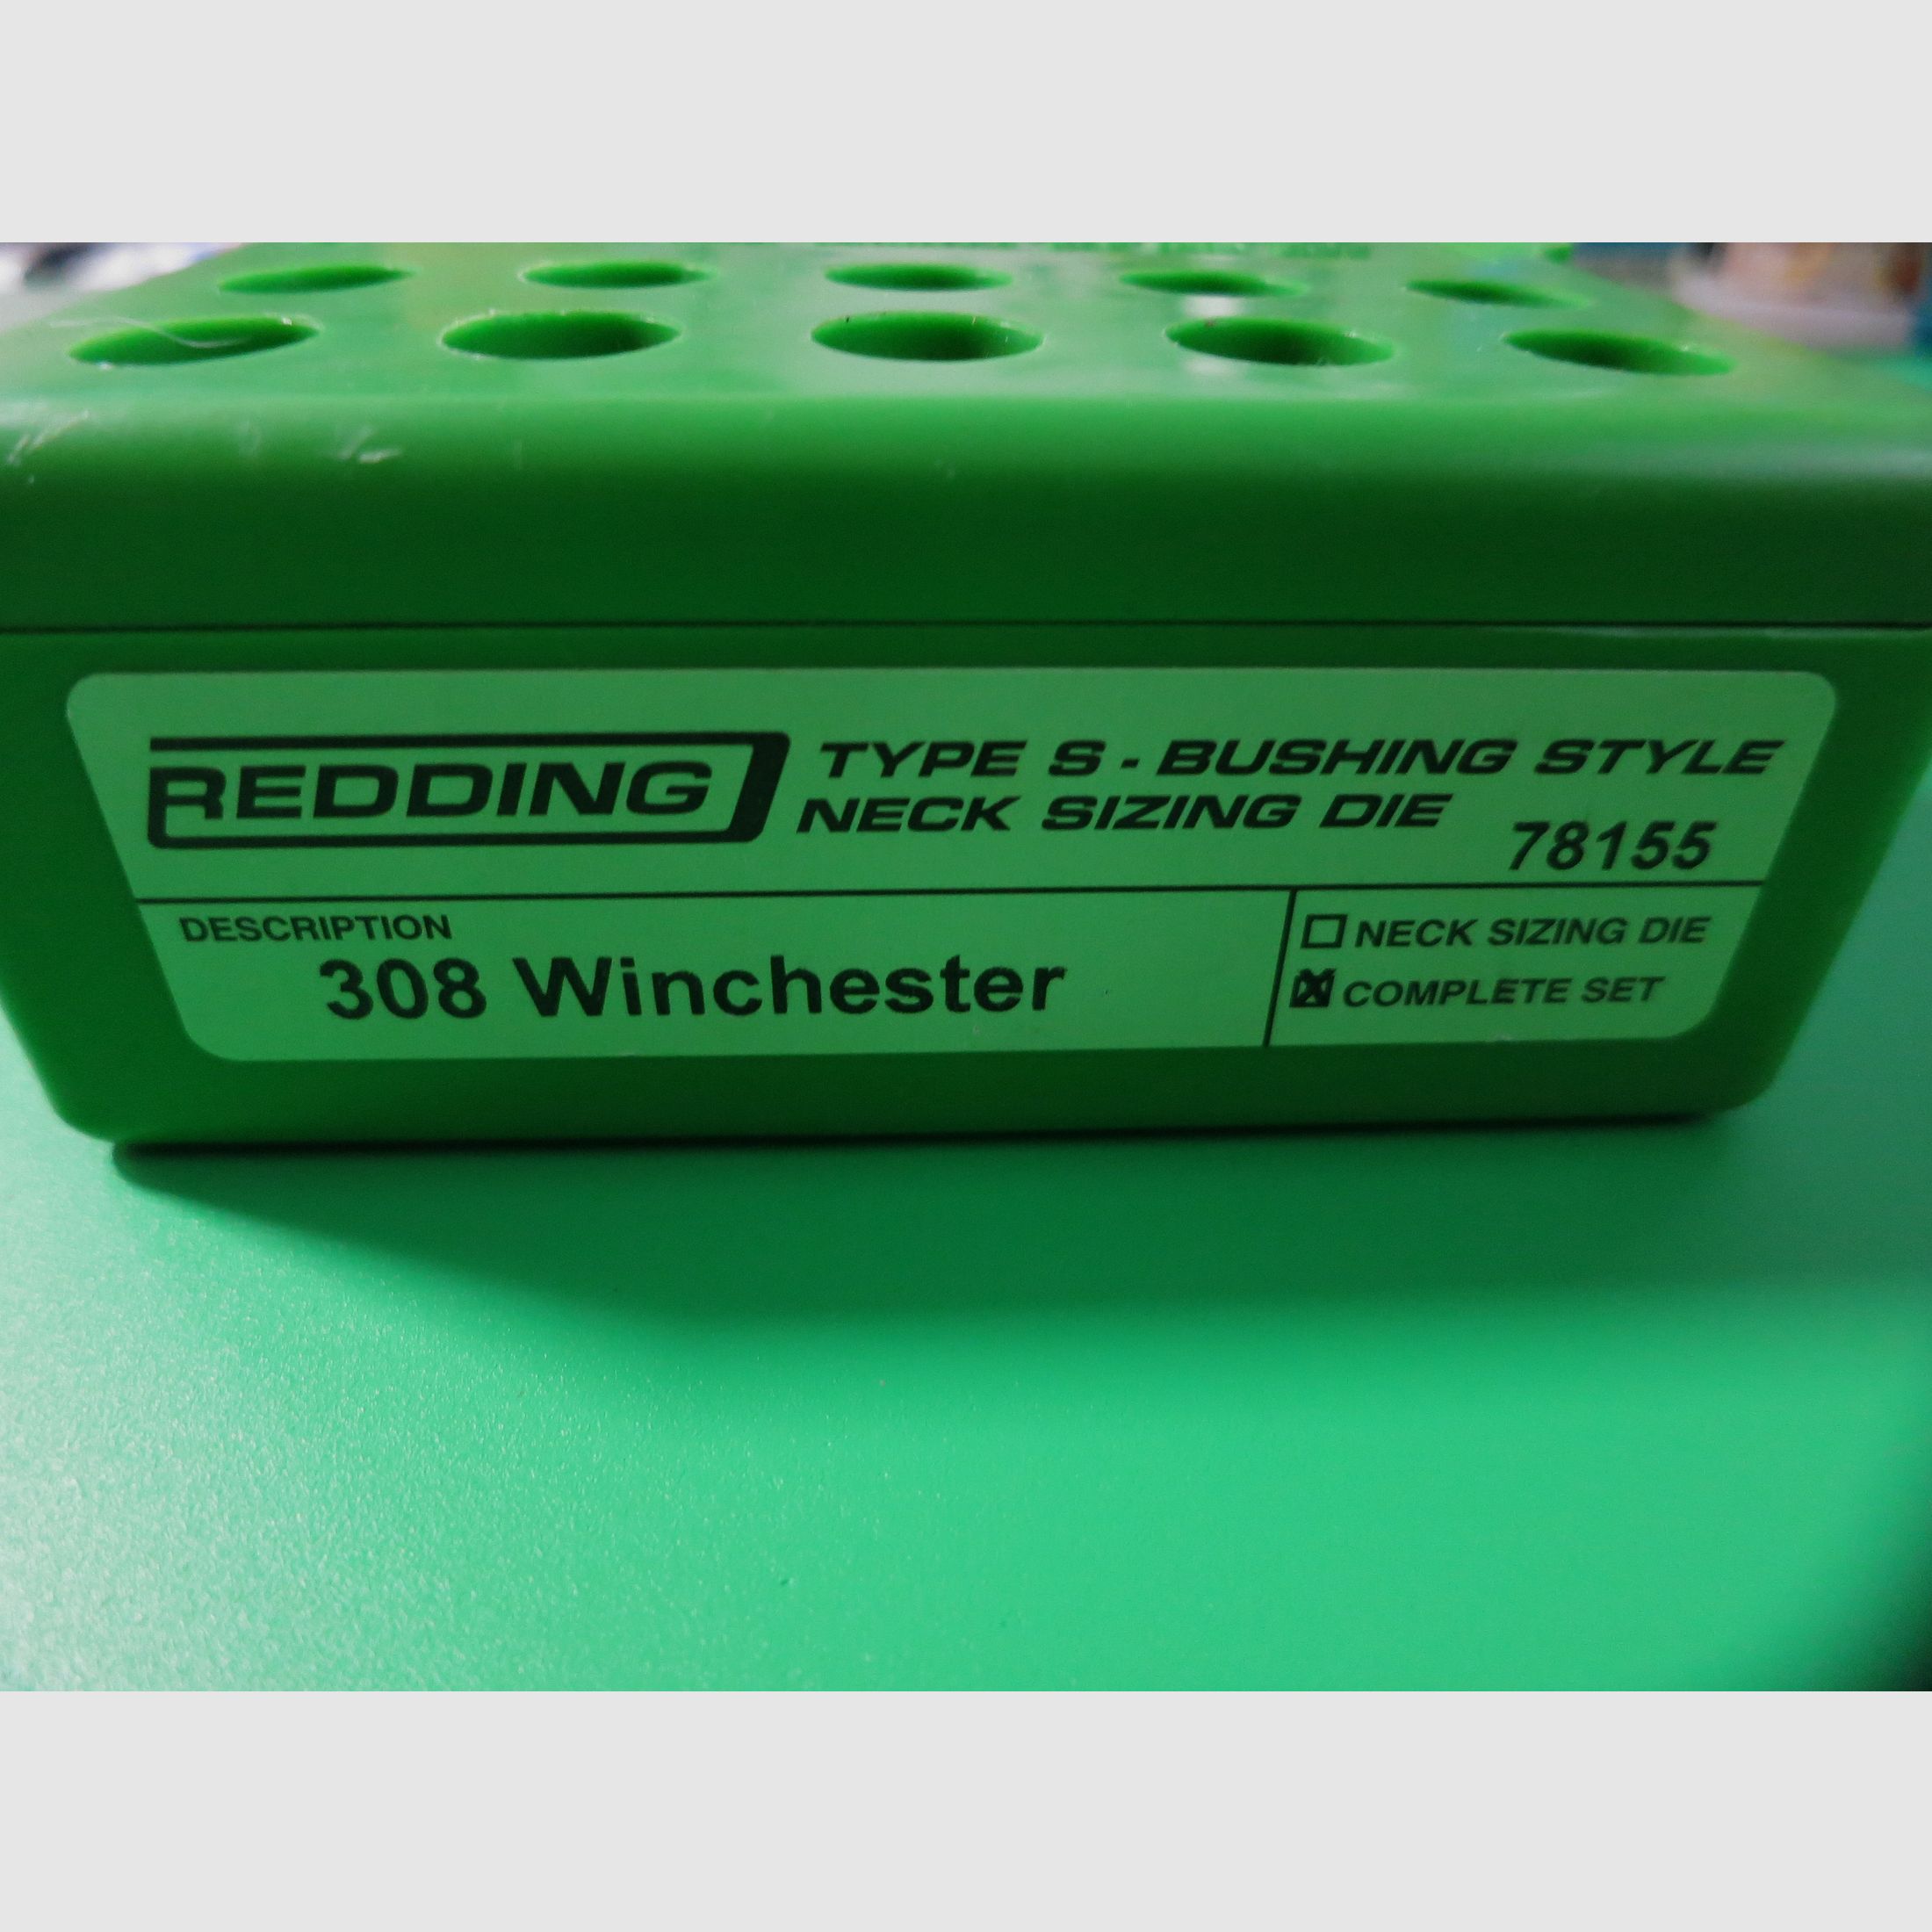 REDDING
TYPE S - BUSHING STYLE
NECK SIZING DIE
78155
DESCRIPTION
308 Winchester
NECK SIZING DIE
COMPLETE SET